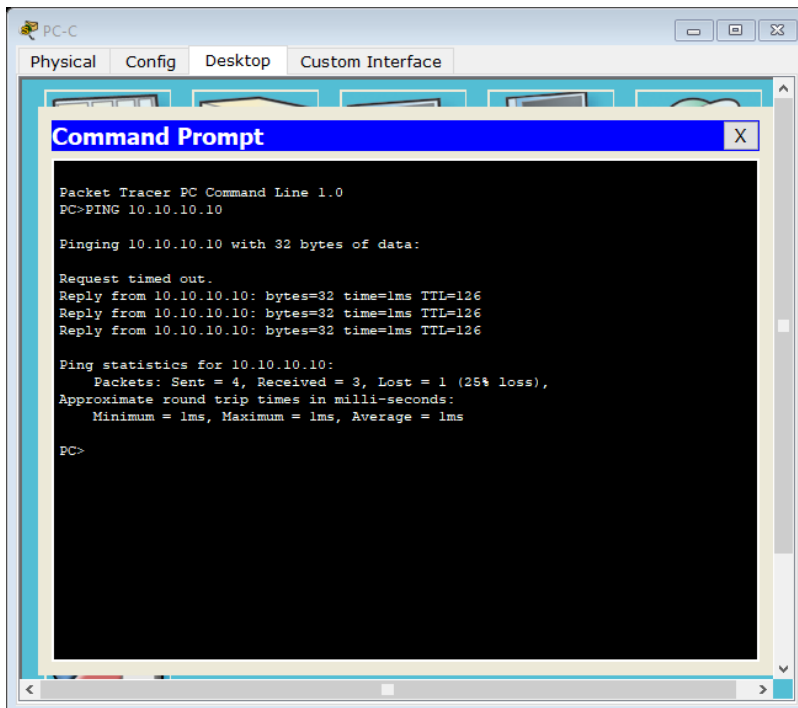 PC-C
Physical Config Desktop Custom Interface
Command Prompt X
Packet Tracer PC Command Line 1.0
PC>PING 10.10.10.10
Pinging 10.10.10.10 with 32 bytes of data:
Request timed out.
Reply from 10.10.10.10: bytes=32 time=1ms TTL=126
Reply from 10.10.10.10: bytes=32 time=1ms TTL=126
Reply from 10.10.10.10: bytes=32 time=1ms TTL=126
Ping statistics for 10.10.10.10:
Packets: Sent = 4, Received = 3, Lost = 1 (25% loss),
Approximate round trip times in milli-seconds:
Minimum = 1ms, Maximum = 1ms, Average = 1ms
PC>